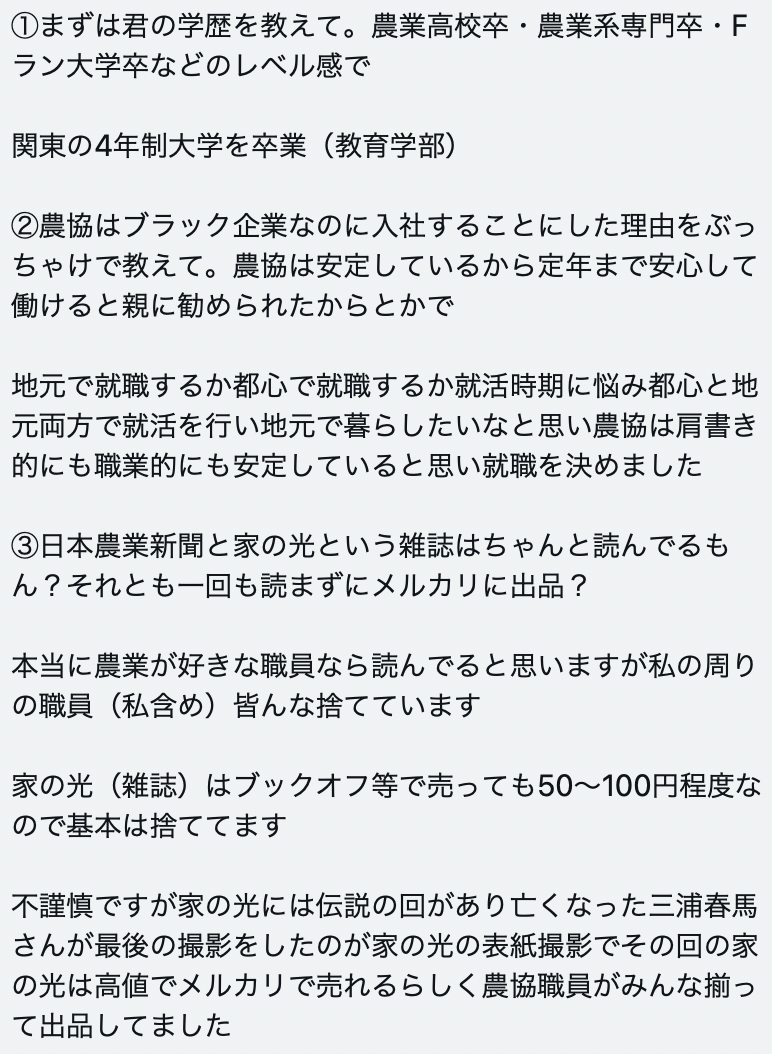 ①まずは君の学歴を教えて。農業高校卒・農業系専門卒・F
ラン大学卒などのレベル感で
関東の4年制大学を卒業（教育学部）
②農協はブラック企業なのに入社することにした理由をぶっ
ちゃけで教えて。農協は安定しているから定年まで安心して
働けると親に勧められたからとかで
地元で就職するか都心で就職するか就活時期に悩み都心と地
元両方で就活を行い地元で暮らしたいなと思い農協は肩書き
的にも職業的にも安定していると思い就職を決めました
③日本農業新聞と家の光という雑誌はちゃんと読んでるも
ん？それとも一回も読まずにメルカリに出品？
本当に農業が好きな職員なら読んでると思いますが私の周り
の職員（私含め）皆んな捨てています
家の光（雑誌）はブックオフ等で売っても50〜100円程度な
ので基本は捨ててます
不謹慎ですが家の光には伝説の回があり亡くなった三浦春馬
さんが最後の撮影をしたのが家の光の表紙撮影でその回の家
の光は高値でメルカリで売れるらしく農協職員がみんな揃っ
て出品してました